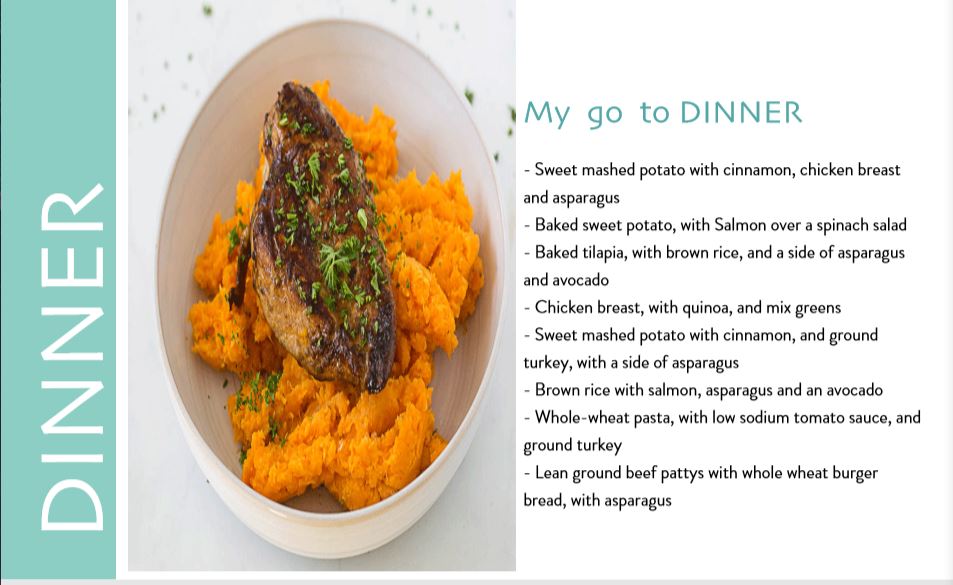 DINNER
My go to DINNER
- Sweet mashed potato with cinnamon, chicken breast
and asparagus
- Baked sweet potato, with Salmon over a spinach salad
- Baked tilapia, with brown rice, and a side of asparagus
and avocado
- Chicken breast, with quinoa, and mix greens
- Sweet mashed potato with cinnamon, and ground
turkey, with a side of asparagus
- Brown rice with salmon, asparagus and an avocado
- Whole-wheat pasta, with low sodium tomato sauce, and
ground turkey
- Lean ground beef pattys with whole wheat burger
bread, with asparagus